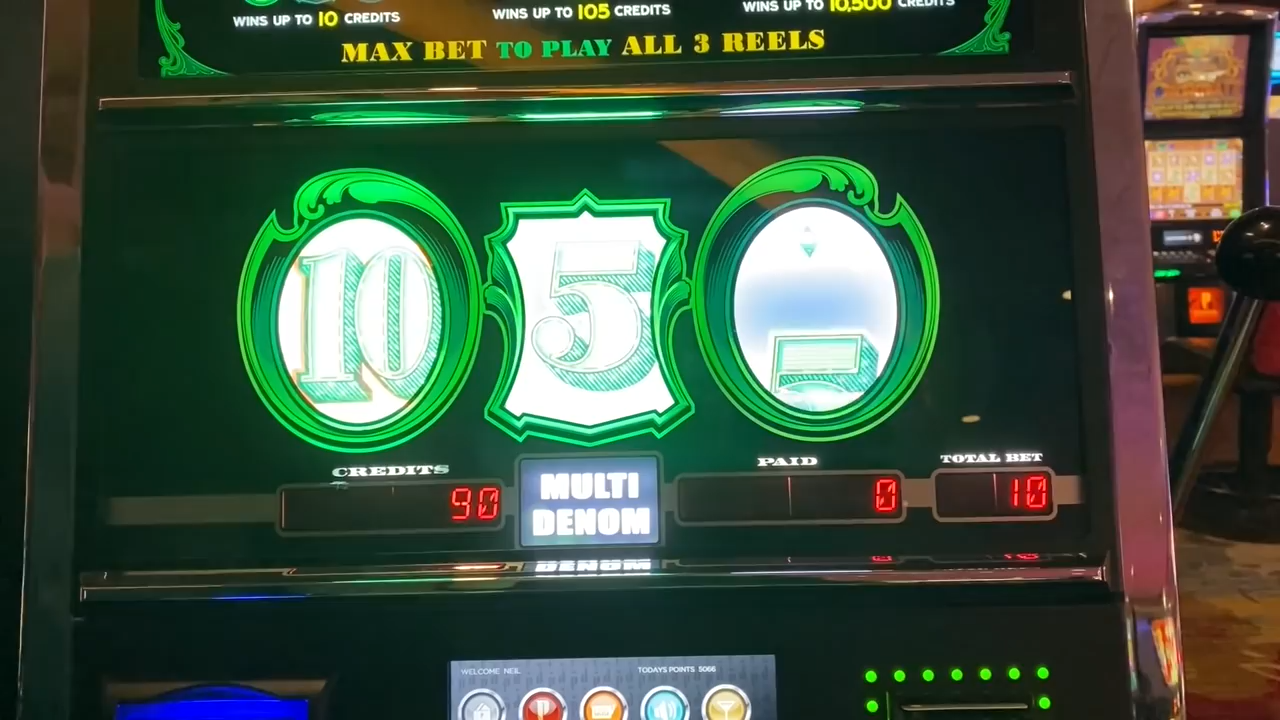 WINS UP TO 10 CREDITS
WINS UP TO 105 CREDITS
WINS UP TO 10,500 CREDITS
MAX BET TO PLAY ALL 3 REELS
10
5
CREDITS
PAID
TOTAL BET
90
MULTI
DENOM
0
10
WELCOME NEIL
TODAYS POINTS 5066